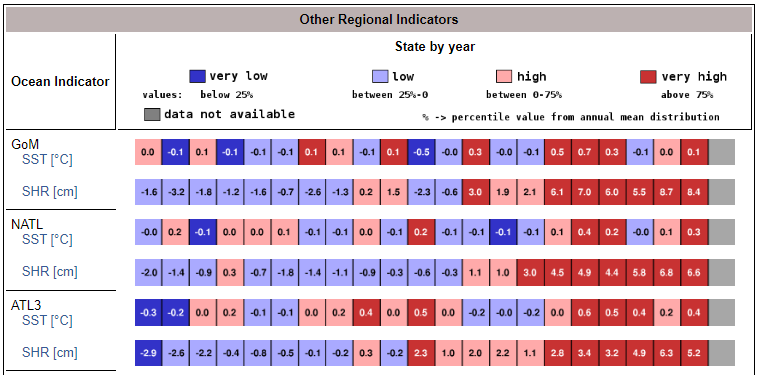 Other Regional Indicators
Ocean Indicator
State by year
very low low high very high
values: below 25% between 25%-0 between 0-75% above 75%
data not available
% -> percentile value from annual mean distribution
GoM
SST [°C] 0.0 -0.1 0.1 -0.1 -0.1 -0.1 0.1 0.1 -0.1 0.1 -0.5 -0.0 0.3 -0.0 -0.1 0.5 0.7 0.3 -0.1 0.0 0.1
SHR [cm] -1.6 -3.2 -1.8 -1.2 -1.6 -0.7 -2.6 -1.3 0.2 1.5 -2.3 -0.6 3.0 1.9 2.1 6.1 7.0 6.0 5.5 8.7 8.4
NATL
SST [°C] -0.0 0.2 -0.1 0.0 0.0 0.1 -0.1 -0.1 0.0 -0.1 0.2 -0.1 -0.1 -0.1 -0.1 0.1 0.4 0.2 -0.0 0.1 0.3
SHR [cm] -2.0 -1.4 -0.9 0.3 -0.7 -1.8 -1.4 -1.1 -0.9 -0.3 -0.6 -0.3 1.1 1.0 3.0 4.5 4.9 4.4 5.8 6.8 6.6
ATL3
SST [°C] -0.3 -0.2 0.0 0.2 -0.1 -0.1 0.0 0.2 0.4 0.0 0.5 0.0 -0.2 -0.0 -0.2 0.0 0.6 0.5 0.4 0.2 0.4
SHR [cm] -2.9 -2.6 -2.2 -0.4 -0.8 -0.5 -0.1 -0.2 0.3 -0.2 2.3 1.0 2.0 2.2 1.1 2.8 3.4 3.2 4.9 6.3 5.2